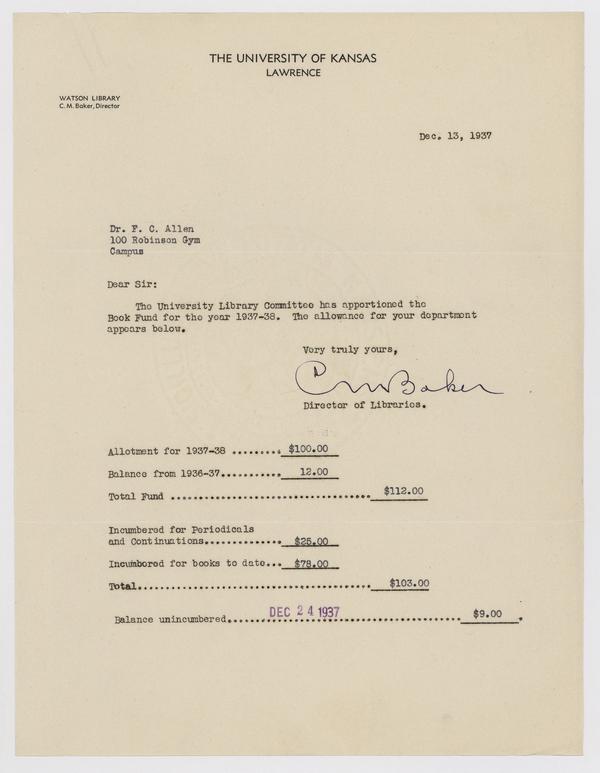 THE UNIVERSITY OF KANSAS
LAWRENCE
WATSON LIBRARY
C. M. Baker, Director
Dec. 13, 1937
Dr. F. C. Allen
100 Robinson Gym
Campus
Dear Sir:
The University Library Committee has apportioned the
Book Fund for the year 1937-38. The allowance for your department
appears below.
Very truly yours,
C M Baker
Director of Libraries.
Allotment for 1937-38 ......... $100.00
Balance from 1936-37........... 12.00
Total Fund .................................... $112.00
Incumbered for Periodicals
and Continuations.............. $25.00
Incumbered for books to date... $78.00
Total.......................................... $103.00
DEC 24 1937
Balance unincumbered.......................................... $9.00 .